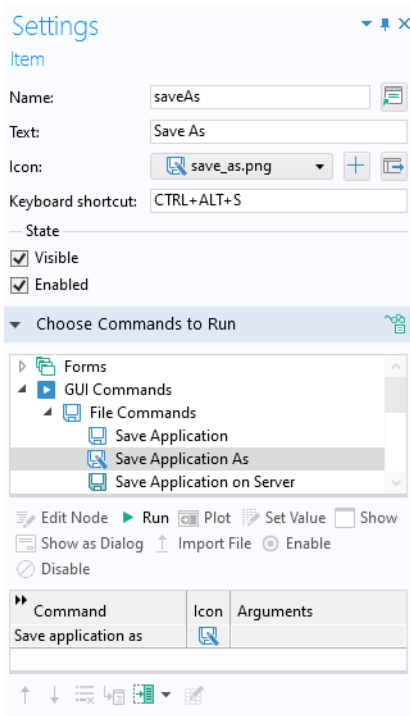 Settings
Item
Name: saveAs
Text: Save As
Icon: save_as.png
Keyboard shortcut: CTRL+ALT+S
State
Visible
Enabled
Choose Commands to Run
Forms
GUI Commands
File Commands
Save Application
Save Application As
Save Application on Server
Edit Node Run Plot Set Value Show
Show as Dialog Import File Enable
Disable
Command Icon Arguments
Save application as